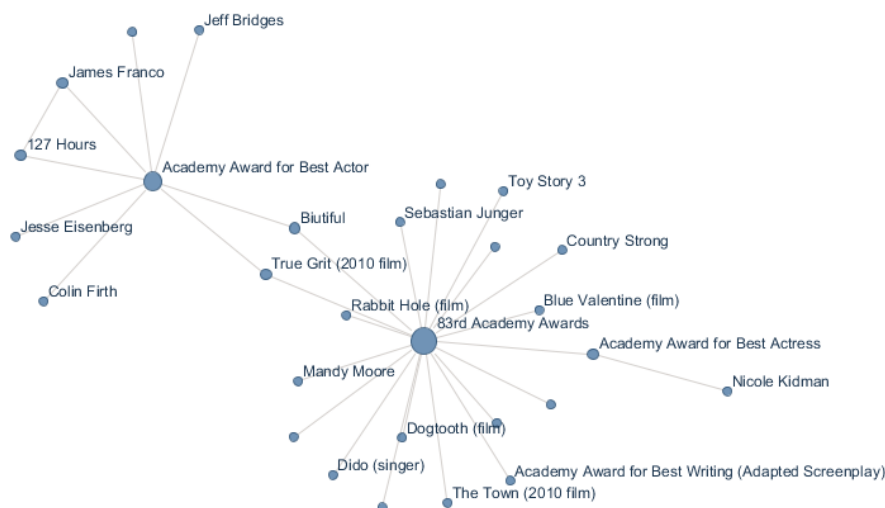 Jeff Bridges
James Franco
127 Hours
Academy Award for Best Actor
Toy Story 3
Sebastian Junger
Biutiful
Jesse Eisenberg
Country Strong
True Grit (2010 film)
Colin Firth
Blue Valentine (film)
Rabbit Hole (film)
83rd Academy Awards
Academy Award for Best Actress
Mandy Moore
Nicole Kidman
Dogtooth (film)
Dido (singer)
Academy Award for Best Writing (Adapted Screenplay)
The Town (2010 film)